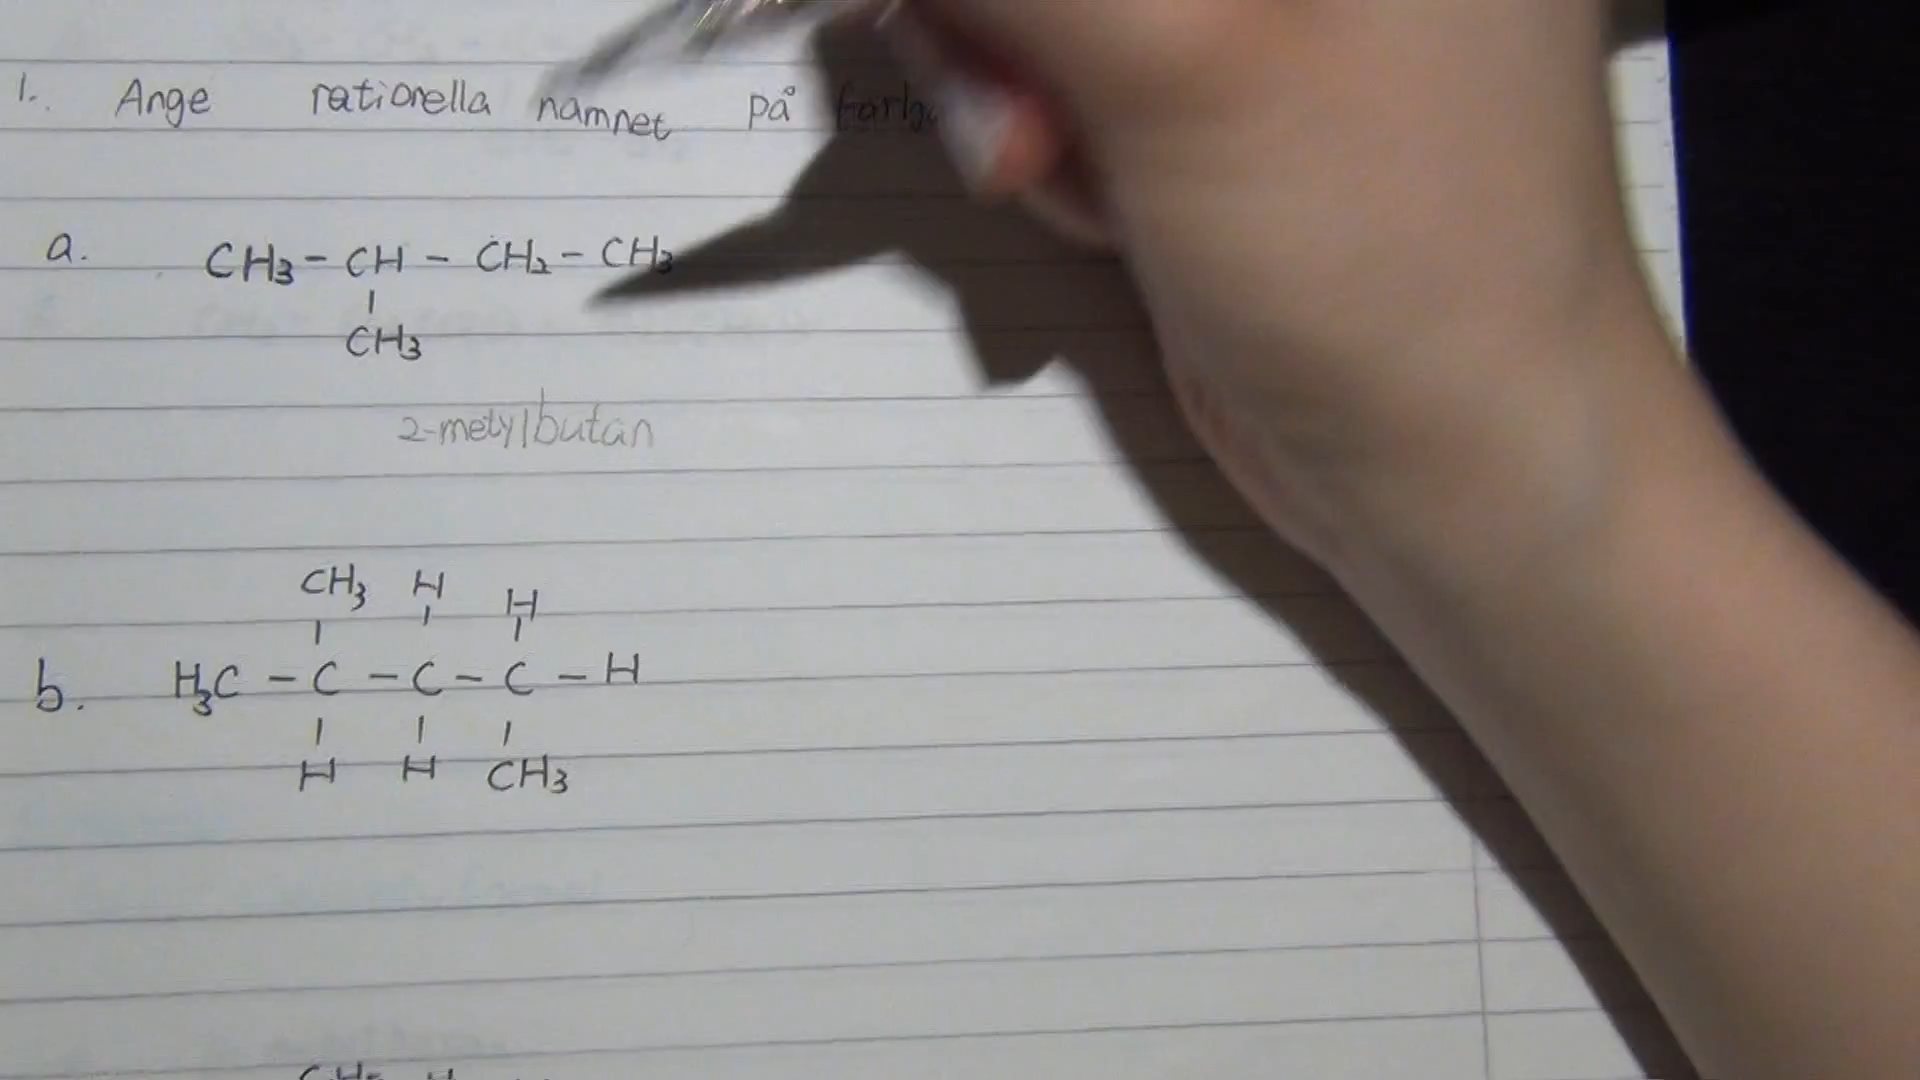 1. Ange rationella namnet på
a. CH3 - CH - CH2 - CH3
CH3
2-metylbutan
CH3 H H
b. H3C - C - C - C - H
H H CH3